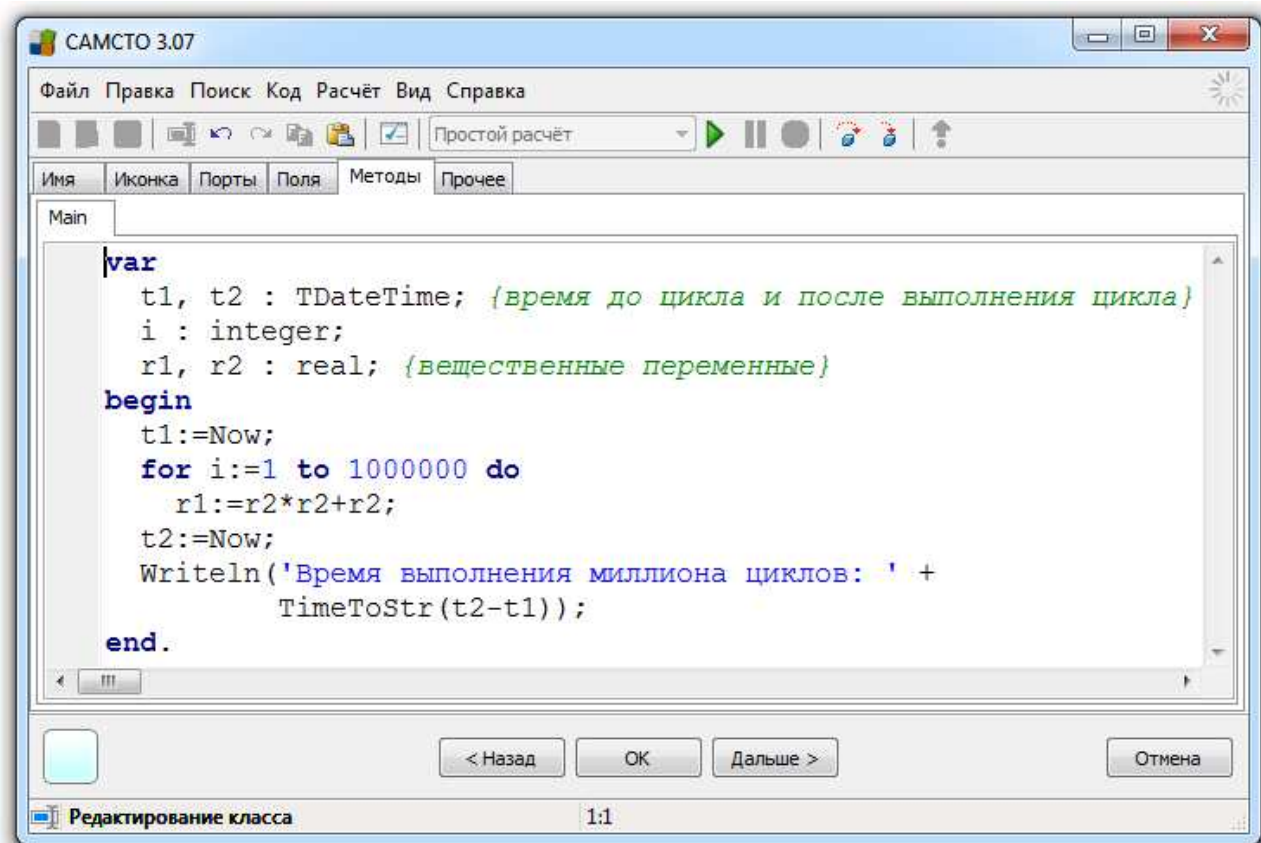 САМСТО 3.07
Файл Правка Поиск Код Расчёт Вид Справка
Простой расчёт
Имя Иконка Порты Поля Методы Прочее
Main
var
t1, t2 : TDateTime; {время до цикла и после выполнения цикла}
i : integer;
r1, r2 : real; {вещественные переменные}
begin
t1:=Now;
for i:=1 to 1000000 do
r1:=r2*r2+r2;
t2:=Now;
Writeln('Время выполнения миллиона циклов: ' +
TimeToStr(t2-t1));
end.
< Назад OK Дальше > Отмена
Редактирование класса 1:1